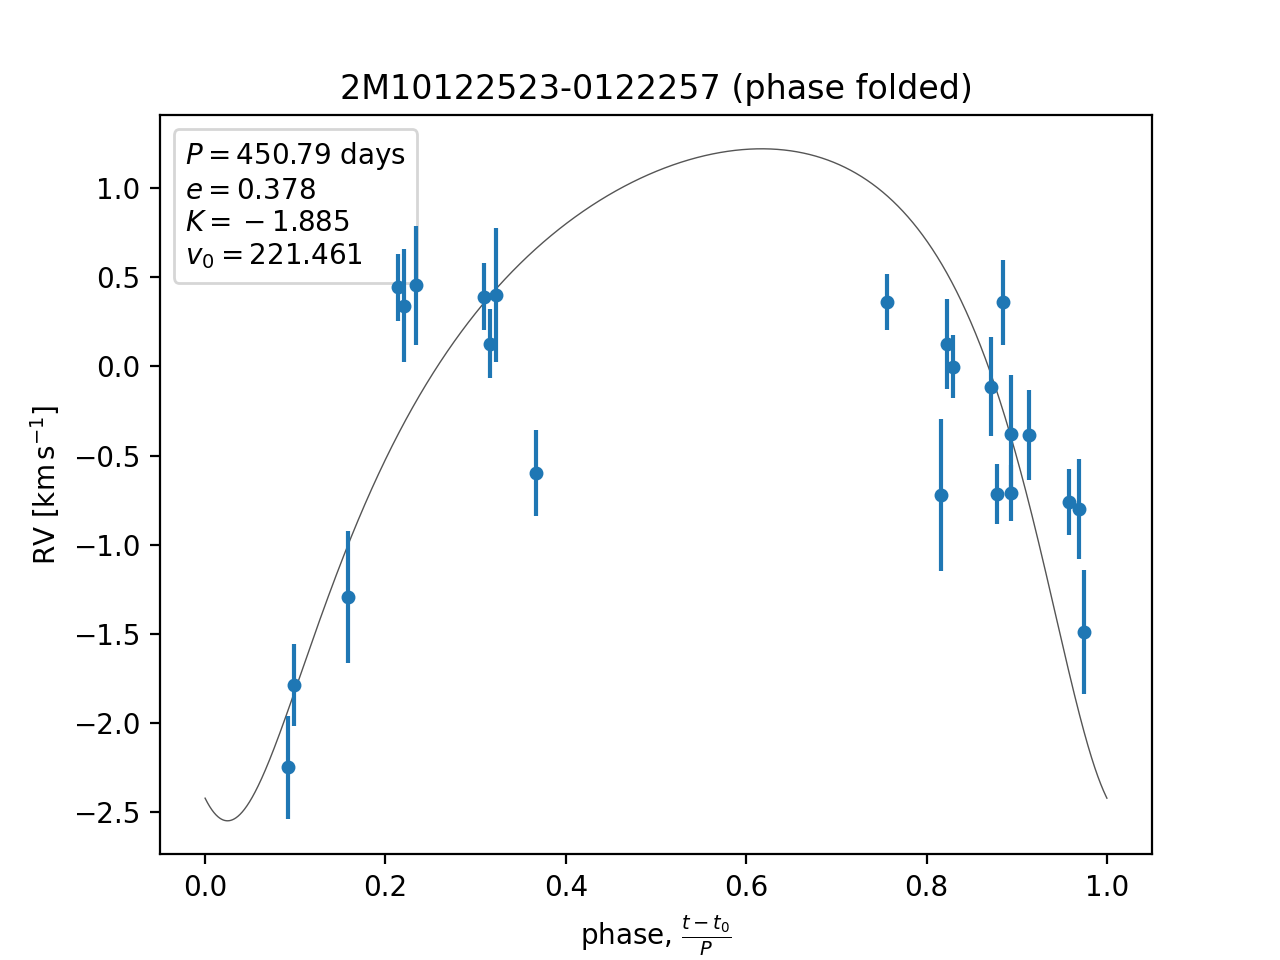 2M10122523-0122257 (phase folded)
P = 450.79 days
e = 0.378
K = −1.885
v₀ = 221.461
1.0
0.5
0.0
−0.5
−1.0
−1.5
−2.0
−2.5
RV [km s⁻¹]
0.0 0.2 0.4 0.6 0.8 1.0
phase, (t − t₀)/P